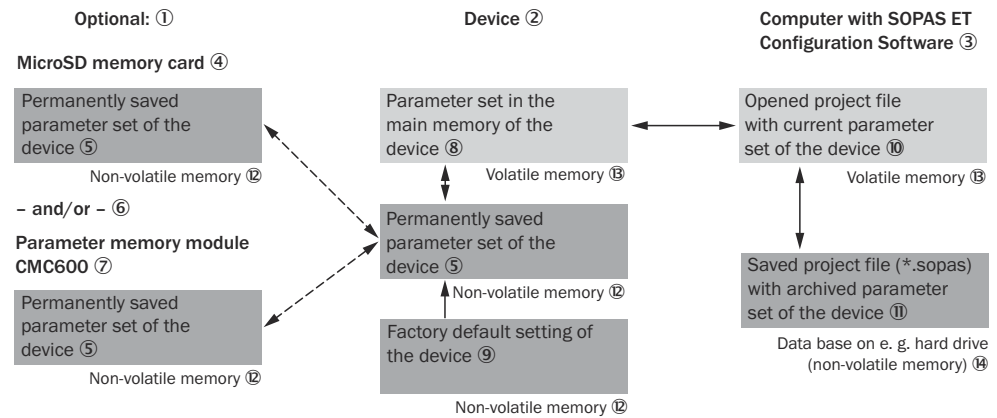 Optional: ①
MicroSD memory card ④
Permanently saved
parameter set of the
device ⑤
Non-volatile memory ⑫
– and/or – ⑥
Parameter memory module
CMC600 ⑦
Permanently saved
parameter set of the
device ⑤
Non-volatile memory ⑫
Device ②
Parameter set in the
main memory of the
device ⑧
Volatile memory ⑬
Permanently saved
parameter set of the
device ⑤
Non-volatile memory ⑫
Factory default setting of
the device ⑨
Non-volatile memory ⑫
Computer with SOPAS ET
Configuration Software ③
Opened project file
with current parameter
set of the device ⑩
Volatile memory ⑬
Saved project file (*.sopas)
with archived parameter
set of the device ⑪
Data base on e. g. hard drive
(non-volatile memory) ⑭